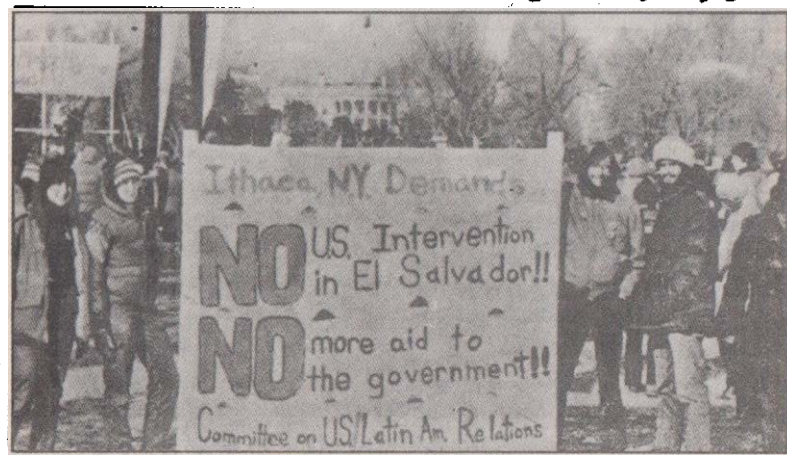 Ithaca, NY. Demands...
NO U.S. Intervention
in El Salvador!!
NO more aid to
the government!!
Committee on US/Latin Am. Relations